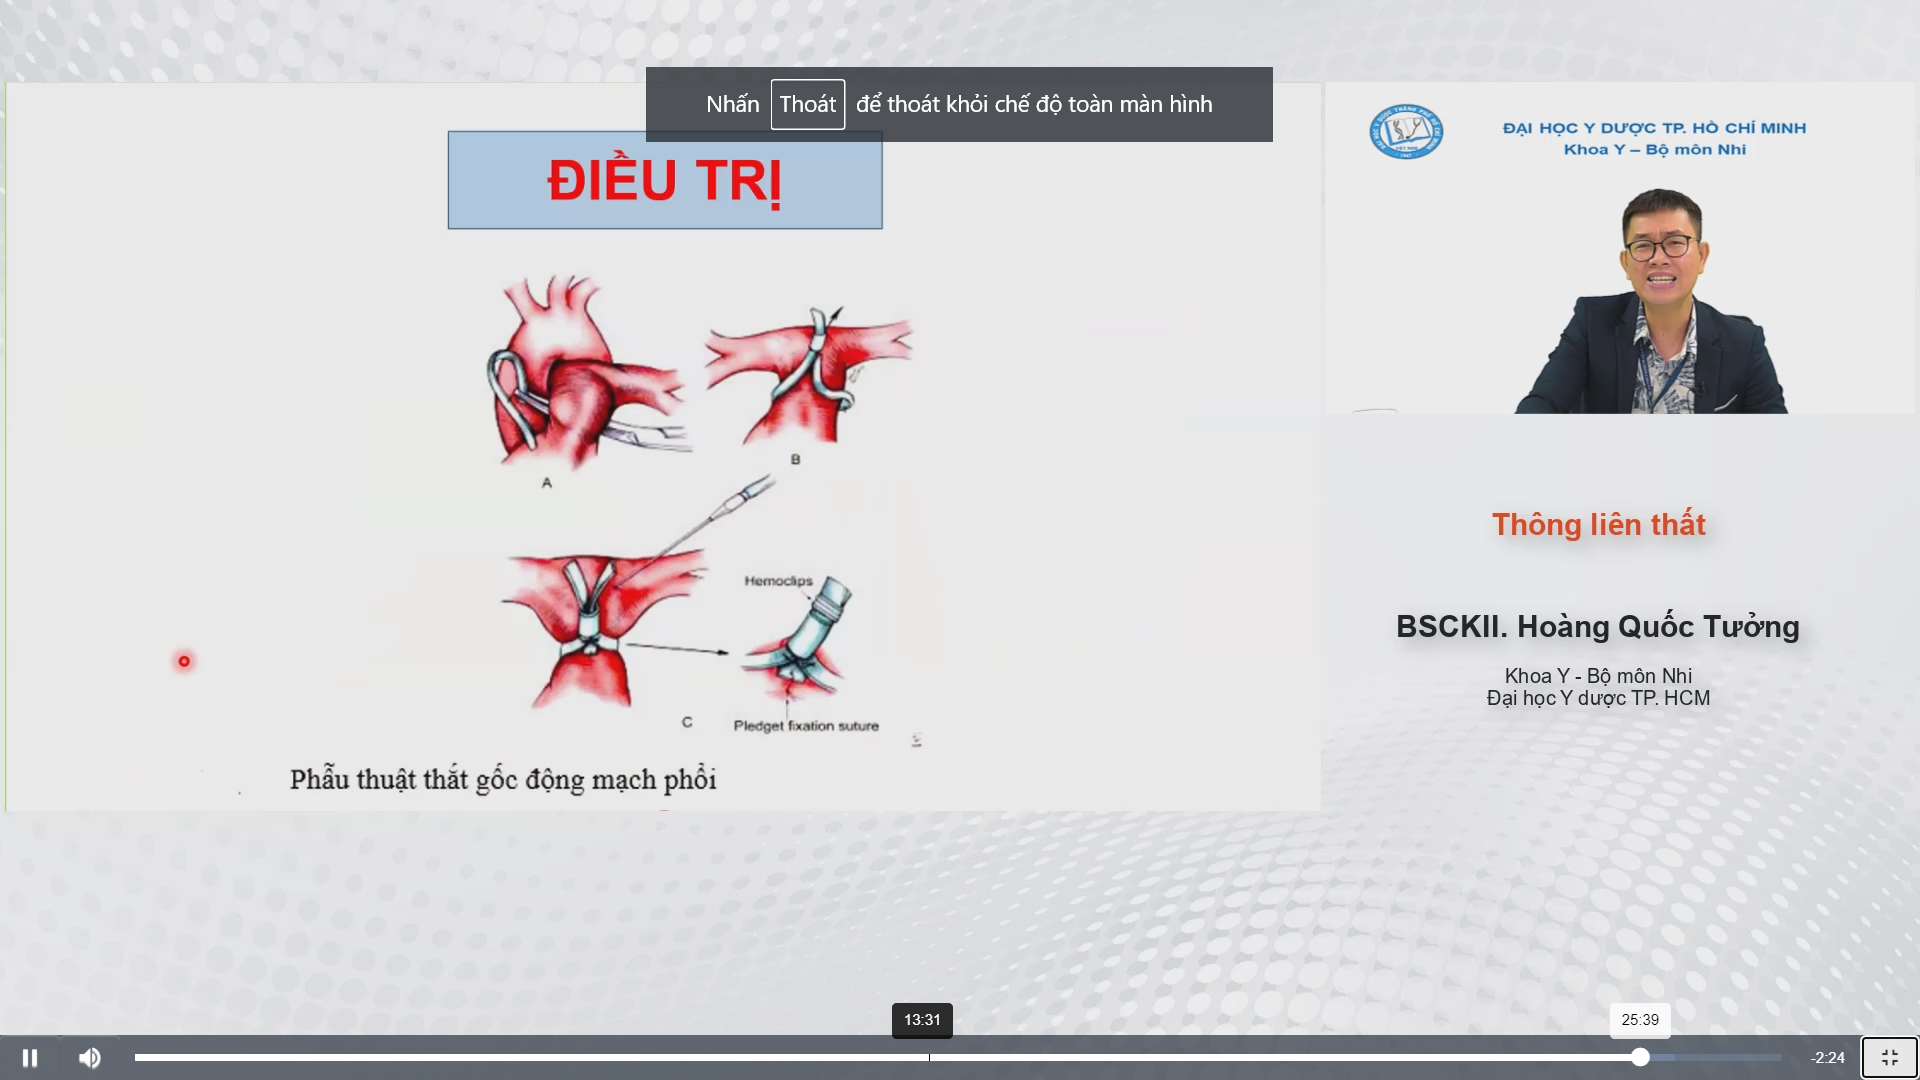 Nhấn Thoát để thoát khỏi chế độ toàn màn hình
ĐIỀU TRỊ
A
B
Hemoclips
C
Pledget fixation suture
Phẫu thuật thắt gốc động mạch phổi
ĐẠI HỌC Y DƯỢC TP. HỒ CHÍ MINH
Khoa Y – Bộ môn Nhi
Thông liên thất
BSCKII. Hoàng Quốc Tưởng
Khoa Y - Bộ môn Nhi
Đại học Y dược TP. HCM
13:31
25:39
-2:24